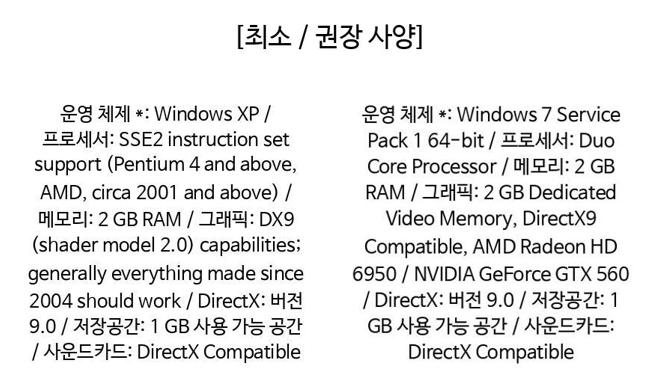 [최소 / 권장 사양]
운영 체제 *: Windows XP /
프로세서: SSE2 instruction set
support (Pentium 4 and above,
AMD, circa 2001 and above) /
메모리: 2 GB RAM / 그래픽: DX9
(shader model 2.0) capabilities;
generally everything made since
2004 should work / DirectX: 버전
9.0 / 저장공간: 1 GB 사용 가능 공간
/ 사운드카드: DirectX Compatible
운영 체제 *: Windows 7 Service
Pack 1 64-bit / 프로세서: Duo
Core Processor / 메모리: 2 GB
RAM / 그래픽: 2 GB Dedicated
Video Memory, DirectX9
Compatible, AMD Radeon HD
6950 / NVIDIA GeForce GTX 560
/ DirectX: 버전 9.0 / 저장공간: 1
GB 사용 가능 공간 / 사운드카드:
DirectX Compatible